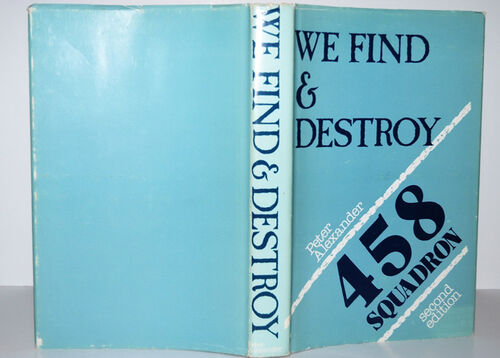 WE FIND & DESTROY
WE FIND
&
DESTROY
Peter
Alexander
458
SQUADRON
second
edition